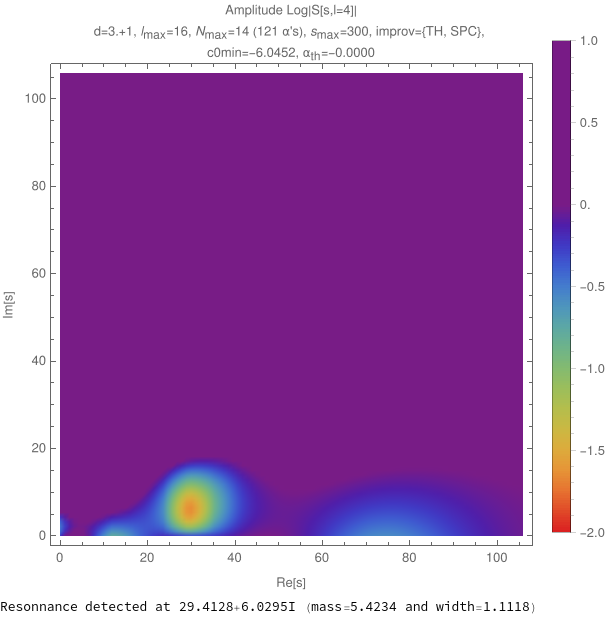 Amplitude Log|S[s,l=4]|
d=3.+1, lmax=16, Nmax=14 (121 α's), smax=300, improv={TH, SPC},
c0min=-6.0452, αth=-0.0000
1.0
0.5
0.
-0.5
-1.0
-1.5
-2.0
100
80
60
40
20
0
Im[s]
0 20 40 60 80 100
Re[s]
Resonnance detected at 29.4128+6.0295I (mass=5.4234 and width=1.1118)